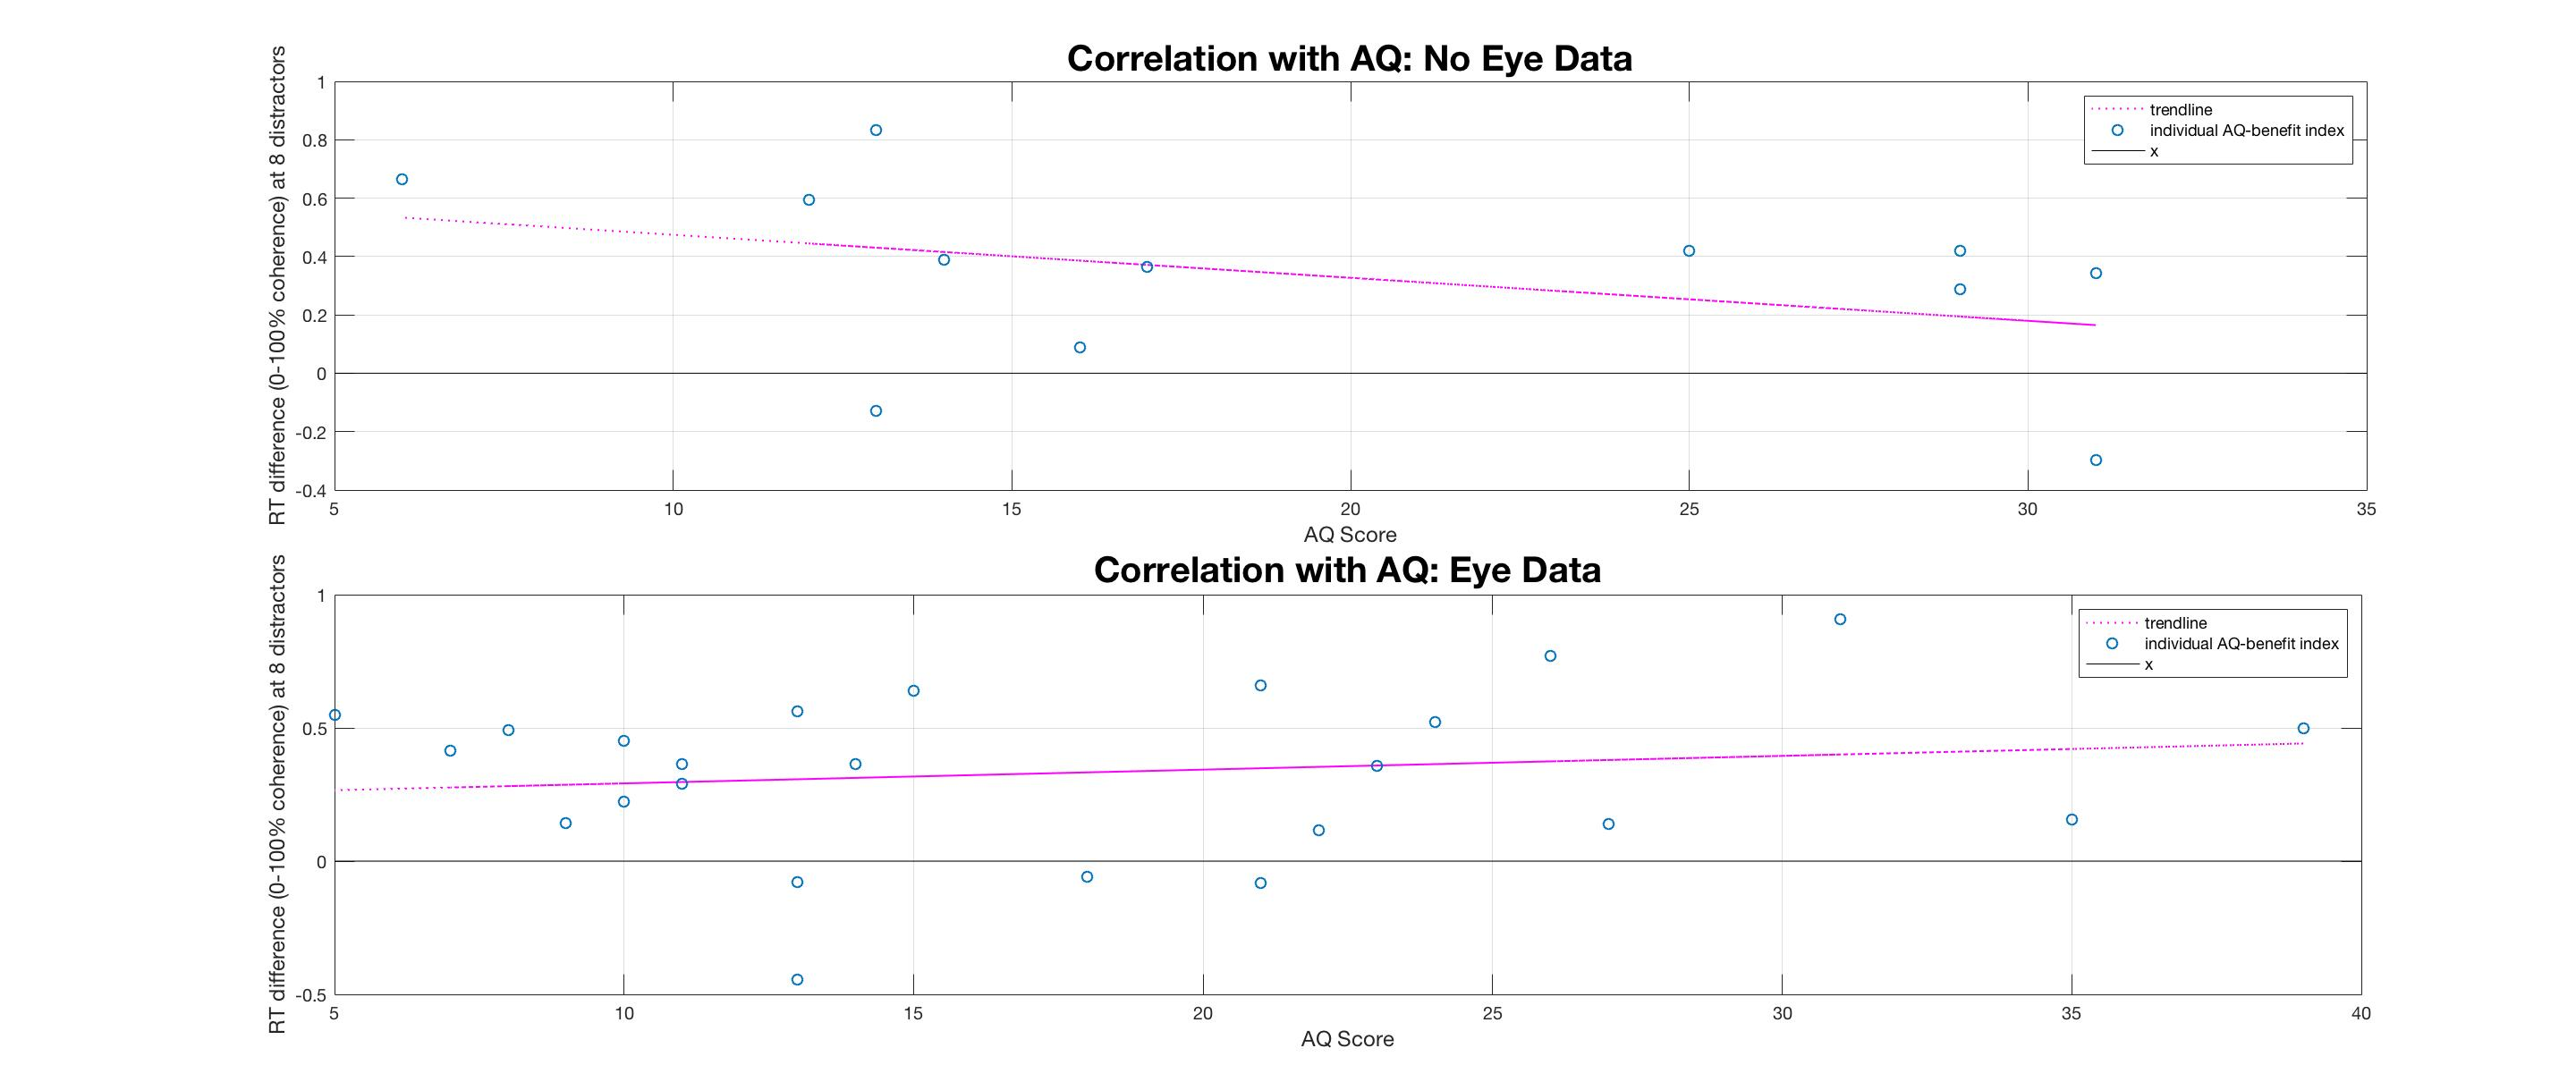 Correlation with AQ: No Eye Data
RT difference (0-100% coherence) at 8 distractors
1
0.8
0.6
0.4
0.2
0
-0.2
-0.4
trendline
individual AQ-benefit index
x
5 10 15 20 25 30 35
AQ Score
Correlation with AQ: Eye Data
RT difference (0-100% coherence) at 8 distractors
1
0.5
0
-0.5
trendline
individual AQ-benefit index
x
5 10 15 20 25 30 35 40
AQ Score